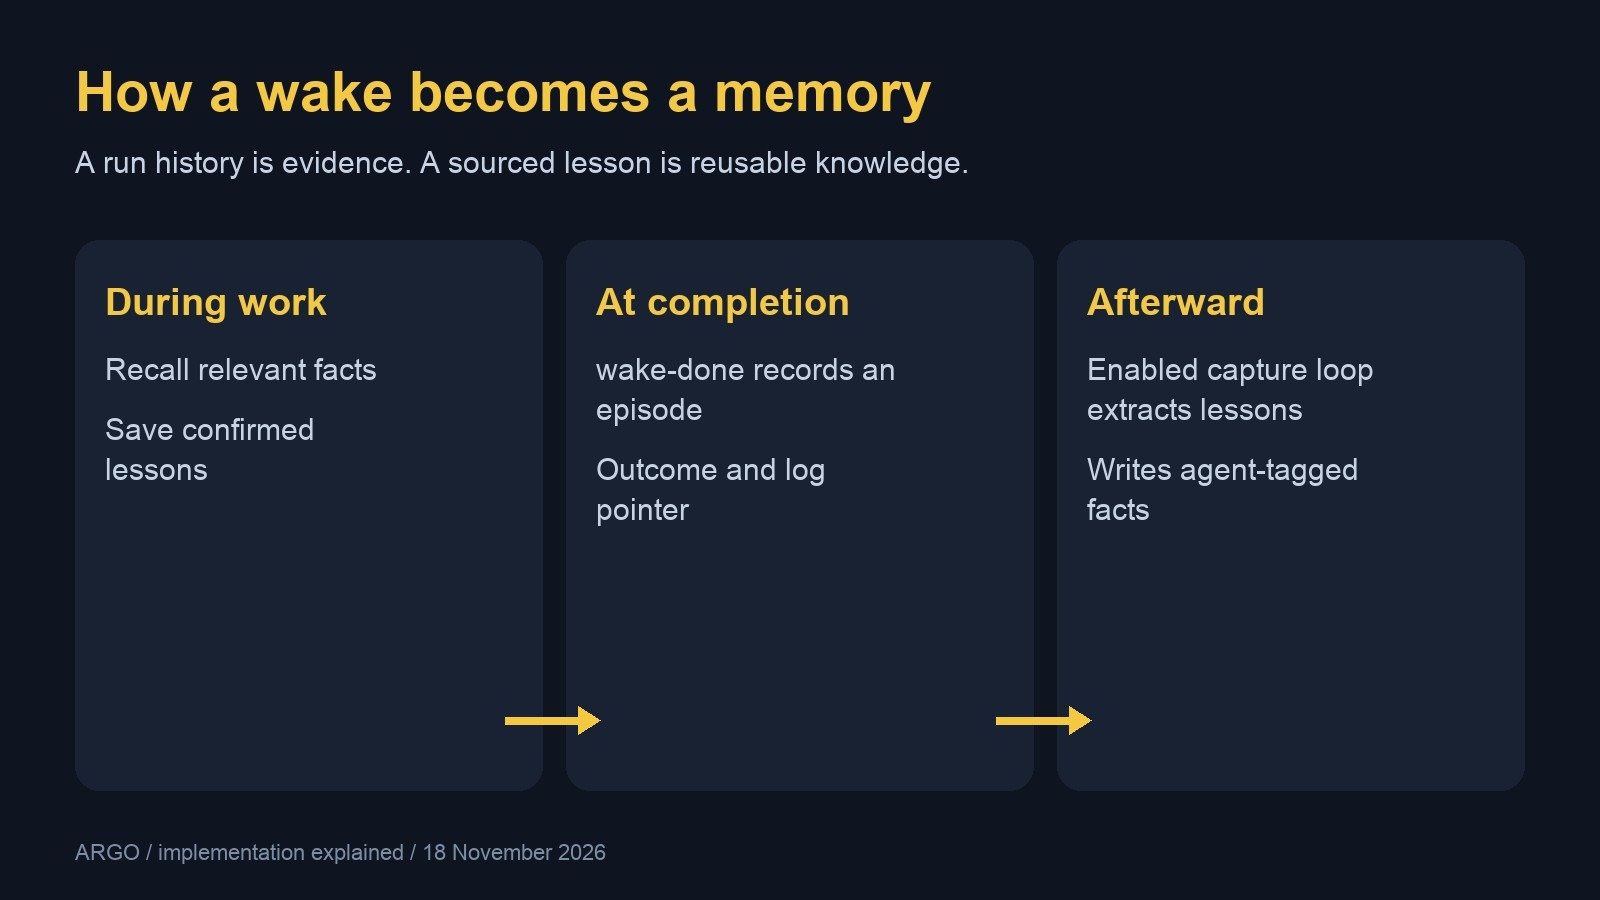 How a wake becomes a memory
A run history is evidence. A sourced lesson is reusable knowledge.
During work
Recall relevant facts
Save confirmed
lessons
At completion
wake-done records an
episode
Outcome and log
pointer
Afterward
Enabled capture loop
extracts lessons
Writes agent-tagged
facts
ARGO / implementation explained / 18 November 2026